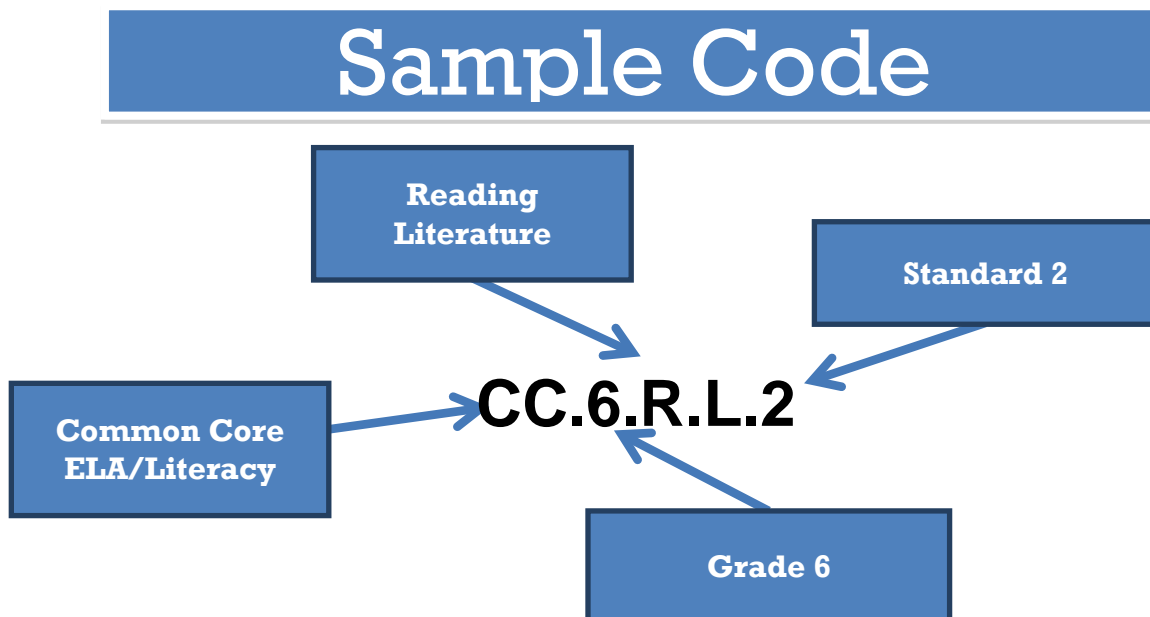 Sample Code
Reading
Literature
Standard 2
CC.6.R.L.2
Common Core
ELA/Literacy
Grade 6